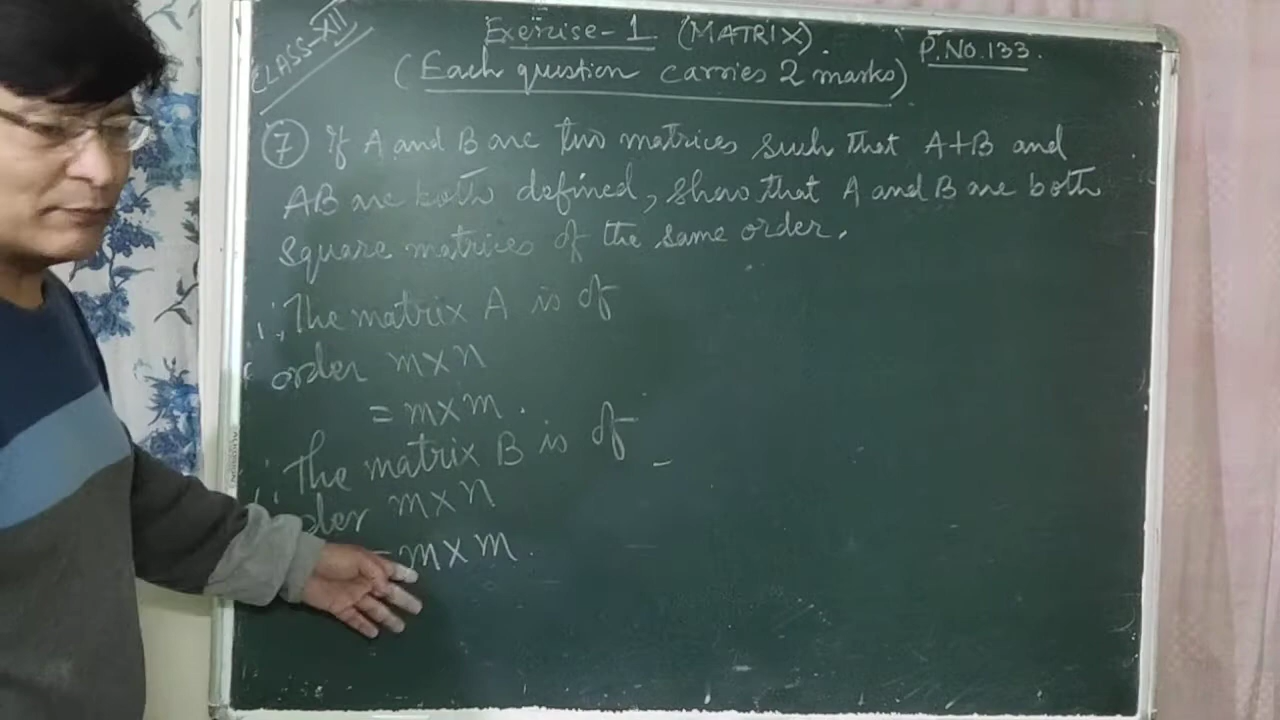 CLASS-XII
Exercise-1. (MATRIX).
P.No.133.
(Each question carries 2 marks)
7 If A and B are two matrices such that A+B and
AB are both defined, show that A and B are both
square matrices of the same order.
∴ The matrix A is of
order m×n
= m×m.
∴ The matrix B is of
order m×n
= m×m.